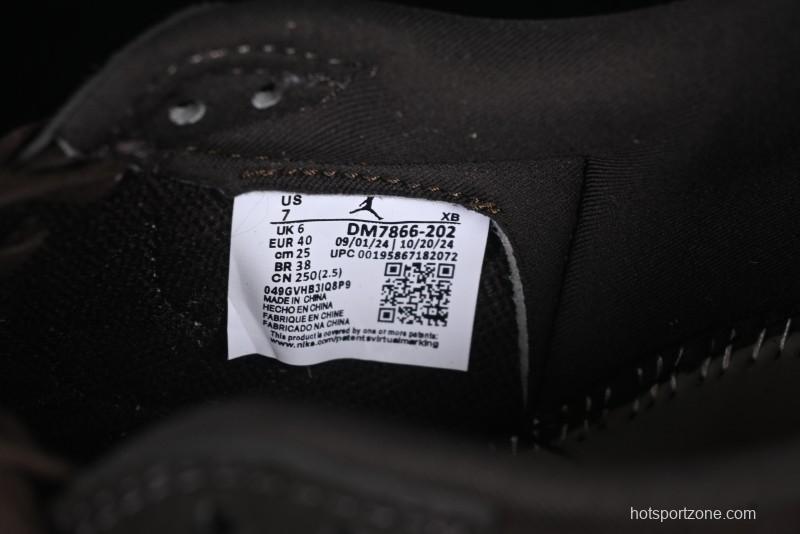 US
7 XB
UK 6 DM7866-202
EUR 40 09/01/24 | 10/20/24
cm 25 UPC 00195867182072
BR 38
CN 250(2.5)
049GVHB3IQ8P9
MADE IN CHINA
HECHO EN CHINA
FABRIQUE EN CHINE
FABRICADO NA CHINA
This product is covered by one or more patents:
www.nike.com/patentsvirtualmarking
hotsportzone.com